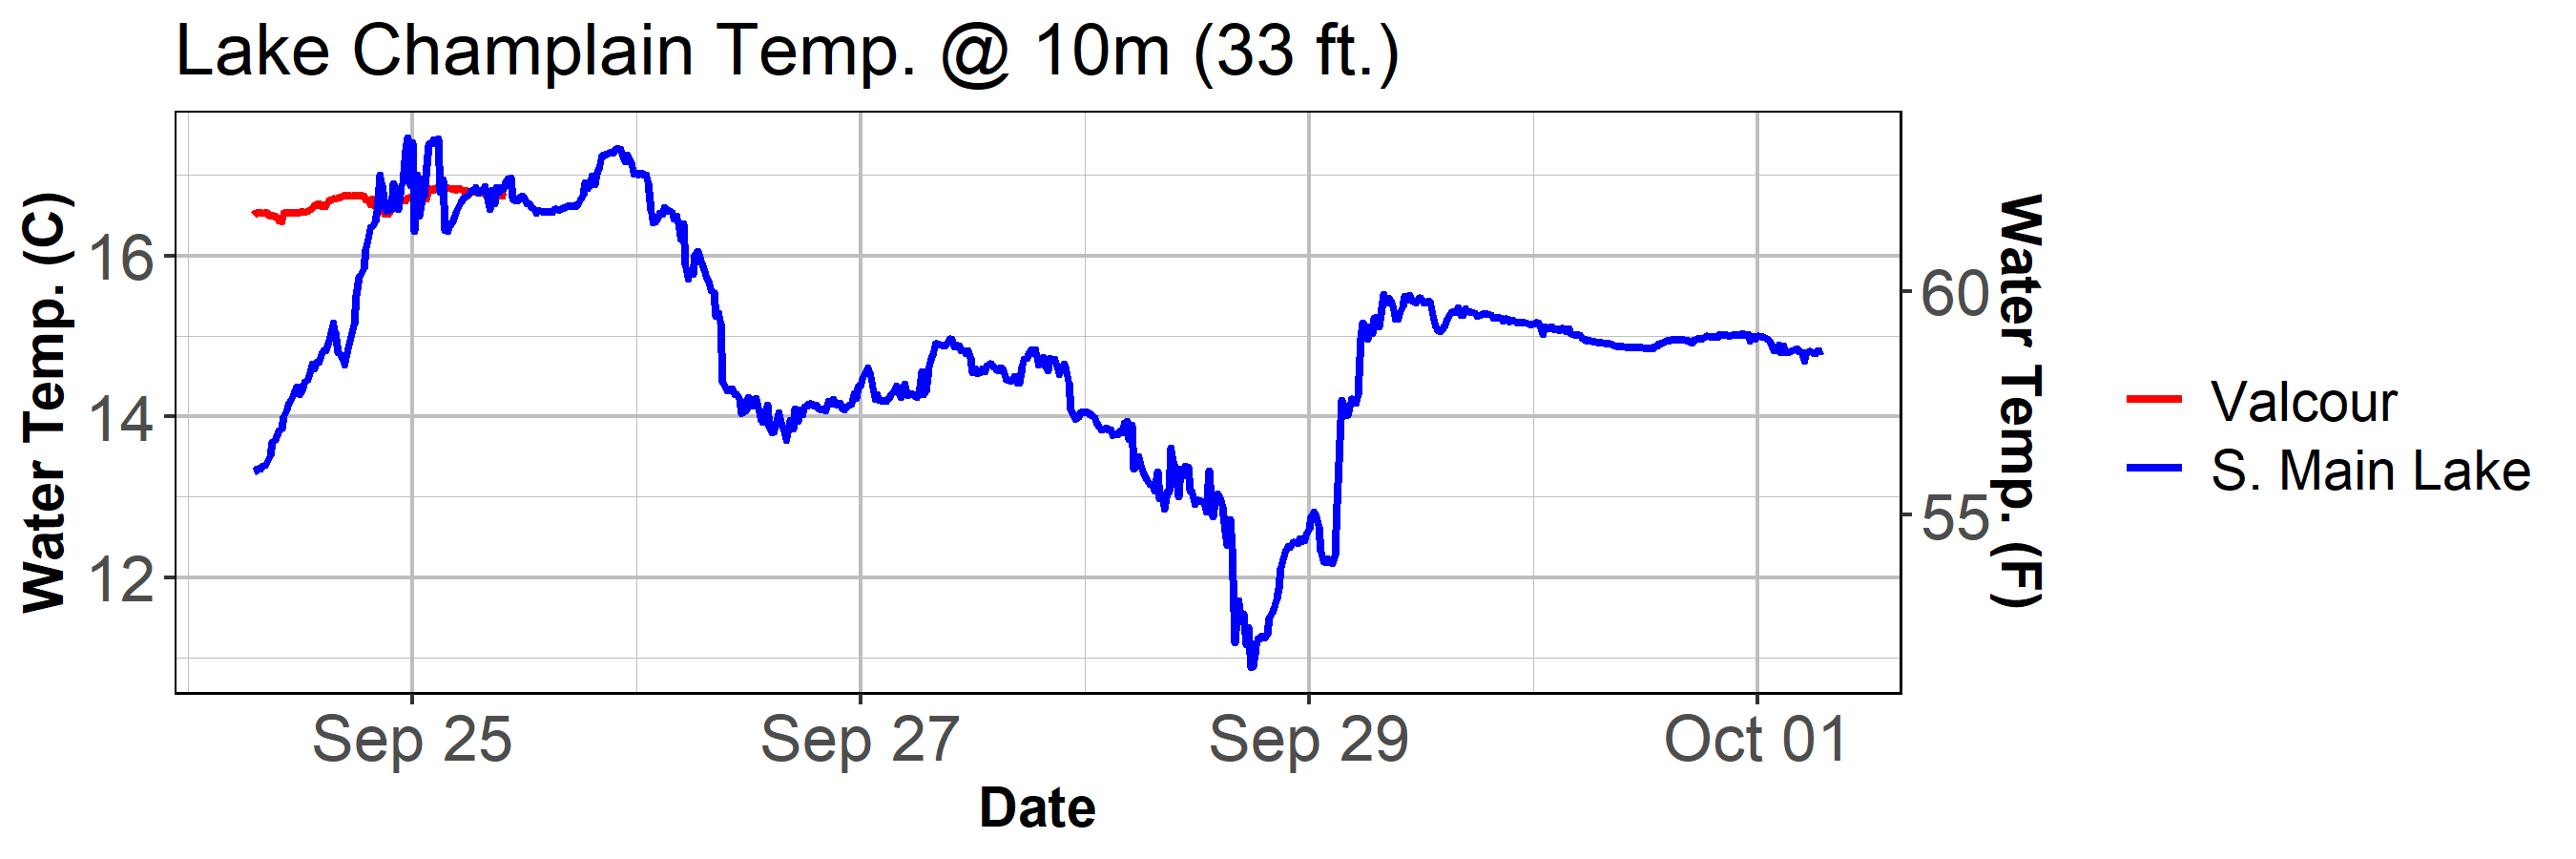 Lake Champlain Temp. @ 10m (33 ft.)
Water Temp. (C)
16
14
12
60
55
Water Temp. (F)
Sep 25
Sep 27
Sep 29
Oct 01
Date
Valcour
S. Main Lake